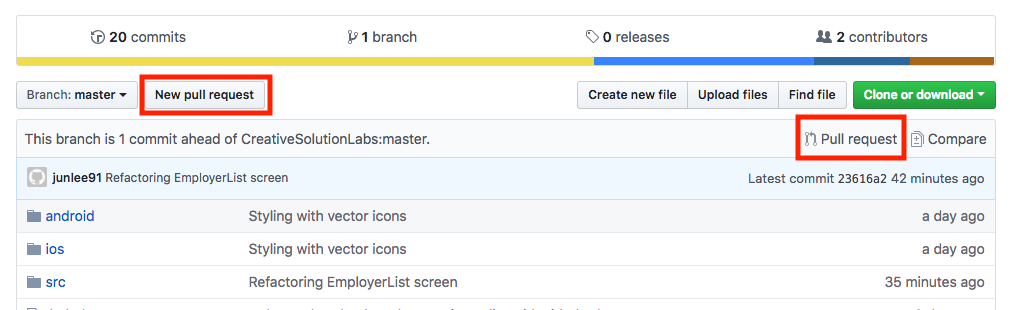 20 commits 1 branch 0 releases 2 contributors
Branch: master New pull request Create new file Upload files Find file Clone or download
This branch is 1 commit ahead of CreativeSolutionLabs:master. Pull request Compare
junlee91 Refactoring EmployerList screen Latest commit 23616a2 42 minutes ago
android Styling with vector icons a day ago
ios Styling with vector icons a day ago
src Refactoring EmployerList screen 35 minutes ago